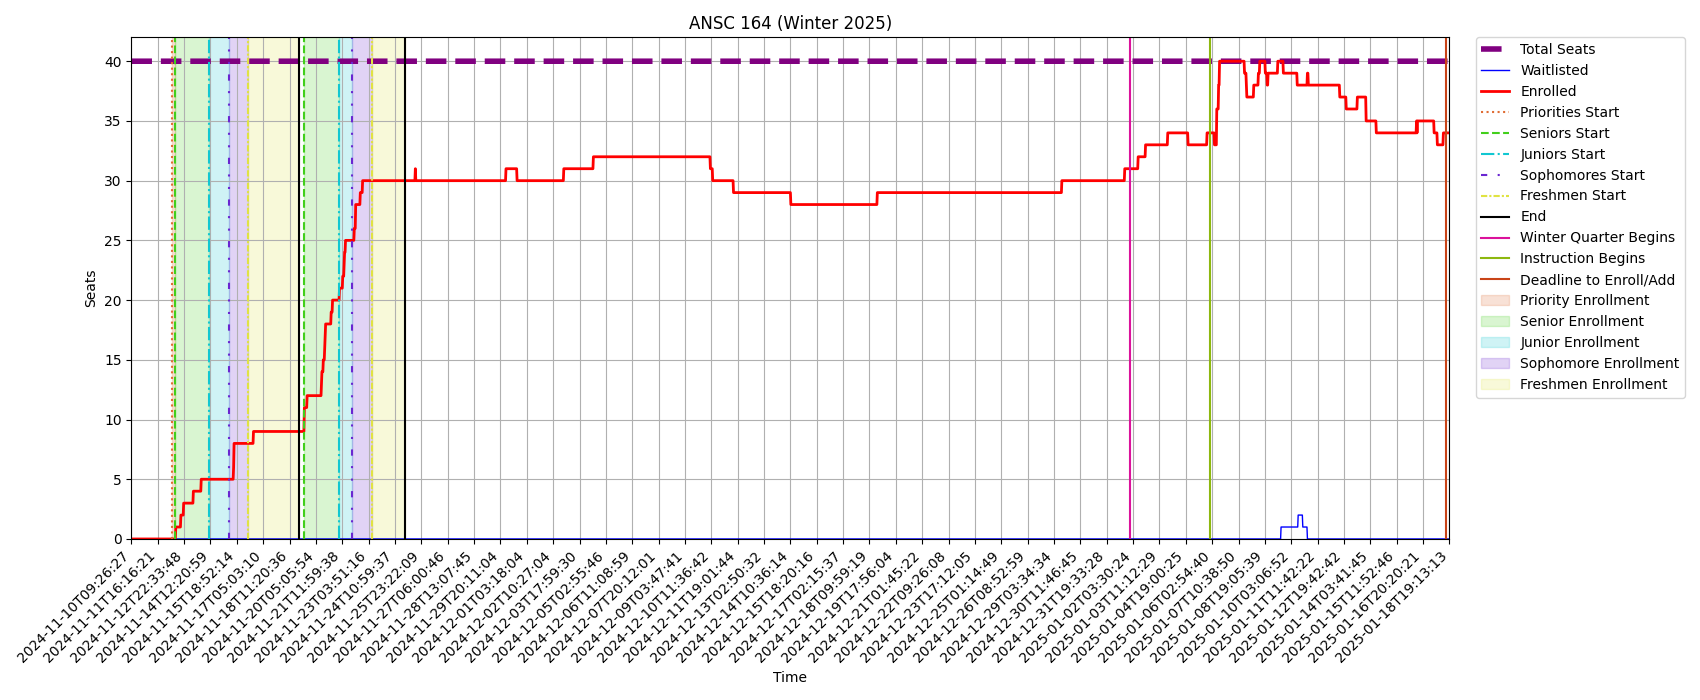 ANSC 164 (Winter 2025)
Seats
40
35
30
25
20
15
10
5
0
2024-11-10T09:26:27
2024-11-11T16:16:21
2024-11-12T22:33:48
2024-11-14T12:20:59
2024-11-15T18:52:14
2024-11-17T05:03:10
2024-11-18T11:20:36
2024-11-20T05:05:54
2024-11-21T11:59:38
2024-11-23T03:51:16
2024-11-24T10:59:37
2024-11-25T23:22:09
2024-11-27T06:00:46
2024-11-28T13:07:45
2024-11-29T20:11:04
2024-12-01T03:18:04
2024-12-02T10:27:04
2024-12-03T17:59:30
2024-12-05T02:55:46
2024-12-06T11:08:59
2024-12-07T20:12:01
2024-12-09T03:47:41
2024-12-10T11:36:42
2024-12-11T19:01:44
2024-12-13T02:50:32
2024-12-14T10:36:14
2024-12-15T18:20:16
2024-12-17T02:15:37
2024-12-18T09:59:19
2024-12-19T17:56:04
2024-12-21T01:45:22
2024-12-22T09:26:08
2024-12-23T17:12:05
2024-12-25T01:14:49
2024-12-26T08:52:59
2024-12-29T03:34:34
2024-12-30T11:46:45
2024-12-31T19:33:28
2025-01-02T03:30:24
2025-01-03T11:12:29
2025-01-04T19:00:25
2025-01-06T02:54:40
2025-01-07T10:38:50
2025-01-08T19:05:39
2025-01-10T03:06:52
2025-01-11T11:42:22
2025-01-12T19:42:42
2025-01-14T03:41:45
2025-01-15T11:52:46
2025-01-16T20:20:21
2025-01-18T19:13:13
Time
Total Seats
Waitlisted
Enrolled
Priorities Start
Seniors Start
Juniors Start
Sophomores Start
Freshmen Start
End
Winter Quarter Begins
Instruction Begins
Deadline to Enroll/Add
Priority Enrollment
Senior Enrollment
Junior Enrollment
Sophomore Enrollment
Freshmen Enrollment